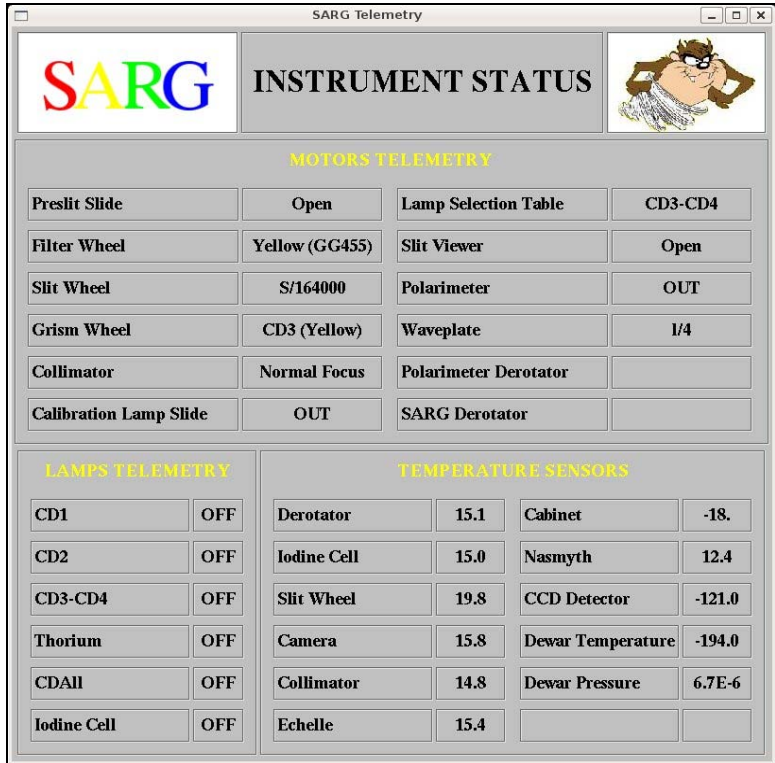 SARG Telemetry
SARG
INSTRUMENT STATUS
MOTORS TELEMETRY
Preslit Slide Open Lamp Selection Table CD3-CD4
Filter Wheel Yellow (GG455) Slit Viewer Open
Slit Wheel S/164000 Polarimeter OUT
Grism Wheel CD3 (Yellow) Waveplate 1/4
Collimator Normal Focus Polarimeter Derotator
Calibration Lamp Slide OUT SARG Derotator
LAMPS TELEMETRY TEMPERATURE SENSORS
CD1 OFF Derotator 15.1 Cabinet -18.
CD2 OFF Iodine Cell 15.0 Nasmyth 12.4
CD3-CD4 OFF Slit Wheel 19.8 CCD Detector -121.0
Thorium OFF Camera 15.8 Dewar Temperature -194.0
CDAll OFF Collimator 14.8 Dewar Pressure 6.7E-6
Iodine Cell OFF Echelle 15.4